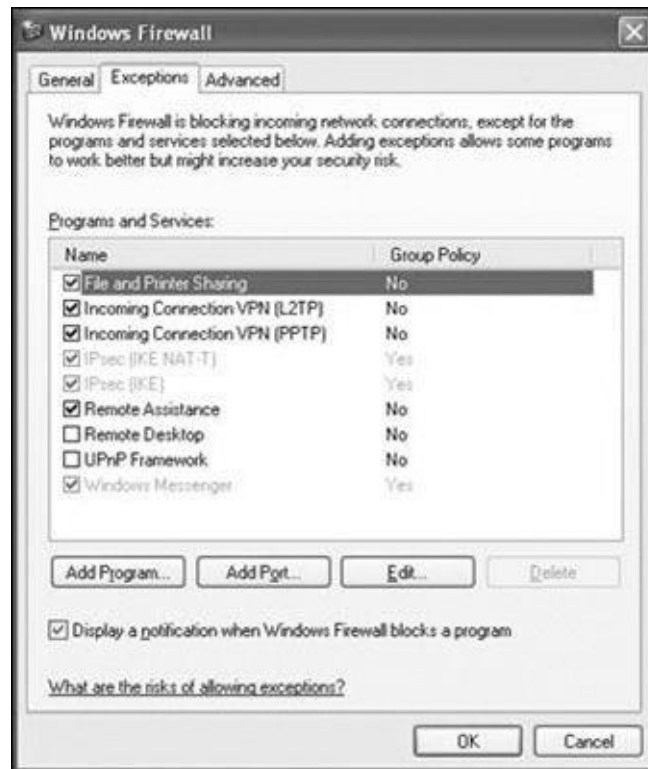 Windows Firewall
General Exceptions Advanced
Windows Firewall is blocking incoming network connections, except for the
programs and services selected below. Adding exceptions allows some programs
to work better but might increase your security risk.
Programs and Services:
Name Group Policy
File and Printer Sharing No
Incoming Connection VPN (L2TP) No
Incoming Connection VPN (PPTP) No
IPsec (IKE NAT-T) Yes
IPsec (IKE) Yes
Remote Assistance No
Remote Desktop No
UPnP Framework No
Windows Messenger Yes
Add Program... Add Port... Edit... Delete
Display a notification when Windows Firewall blocks a program
What are the risks of allowing exceptions?
OK Cancel